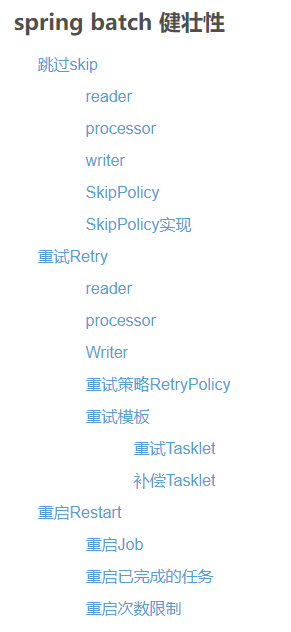 spring batch 健壮性
跳过skip
reader
processor
writer
SkipPolicy
SkipPolicy实现
重试Retry
reader
processor
Writer
重试策略RetryPolicy
重试模板
重试Tasklet
补偿Tasklet
重启Restart
重启Job
重启已完成的任务
重启次数限制